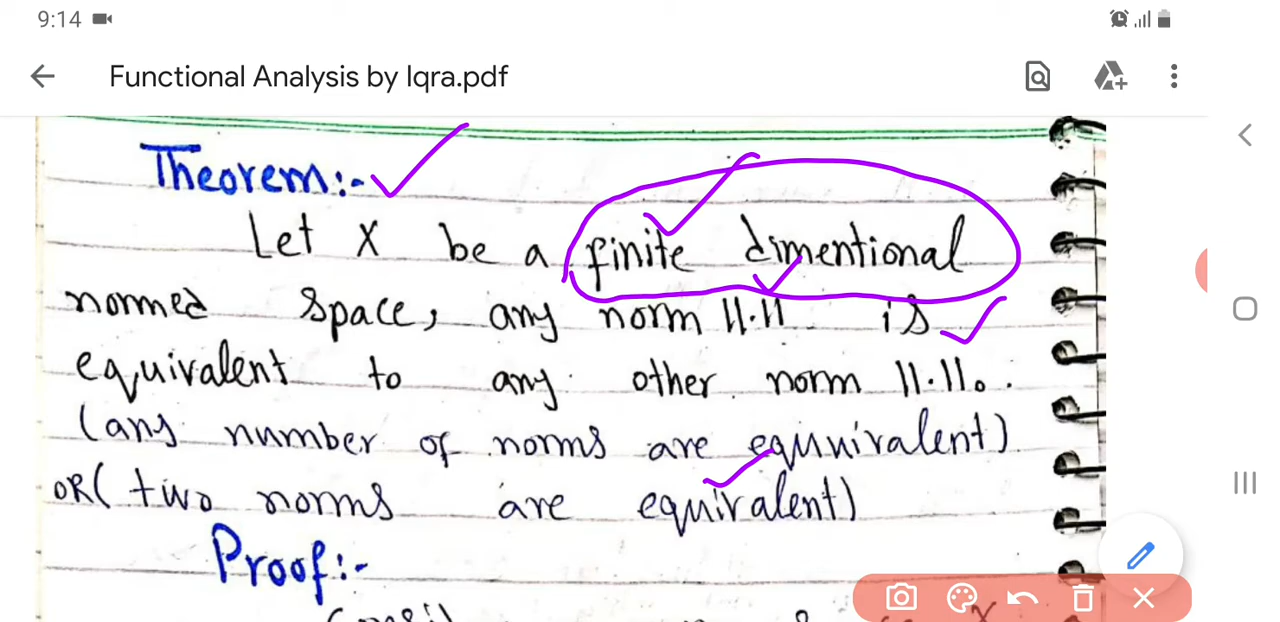 9:14
Functional Analysis by Iqra.pdf
Theorem:-
Let X be a finite dimentional
normed space, any norm ||.|| is
equivalent to any other norm ||.||o.
(any number of norms are equivalent)
OR( two norms are equivalent)
Proof:-